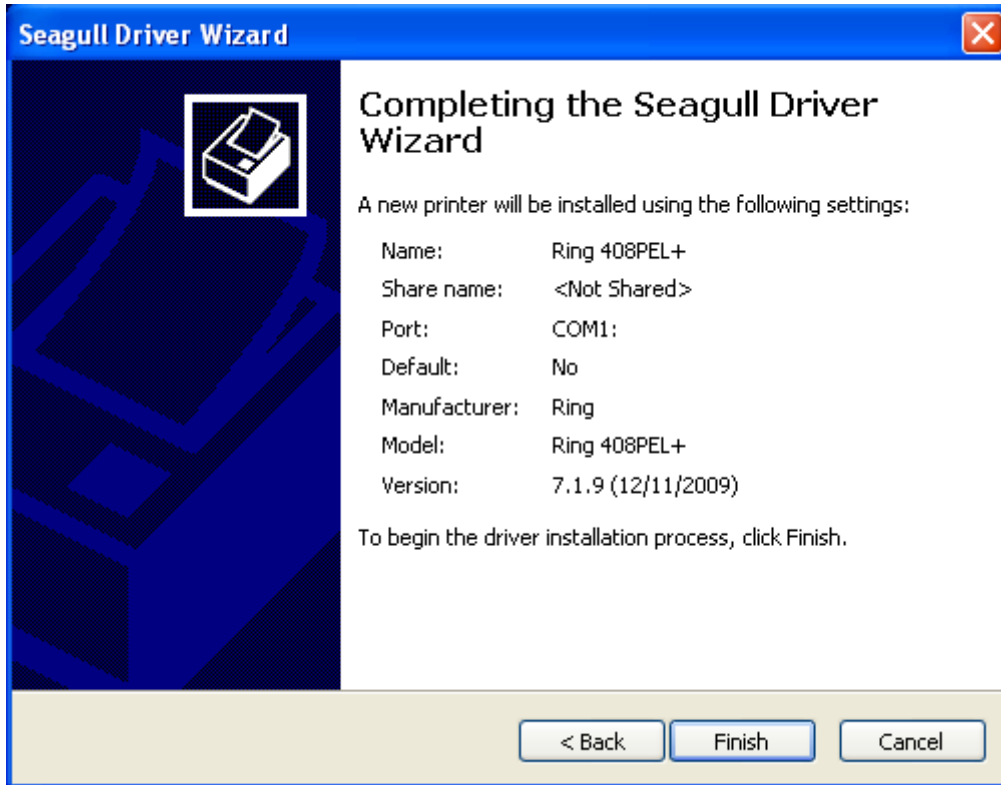 Seagull Driver Wizard
Completing the Seagull Driver
Wizard
A new printer will be installed using the following settings:
Name: Ring 408PEL+
Share name: <Not Shared>
Port: COM1:
Default: No
Manufacturer: Ring
Model: Ring 408PEL+
Version: 7.1.9 (12/11/2009)
To begin the driver installation process, click Finish.
< Back Finish Cancel